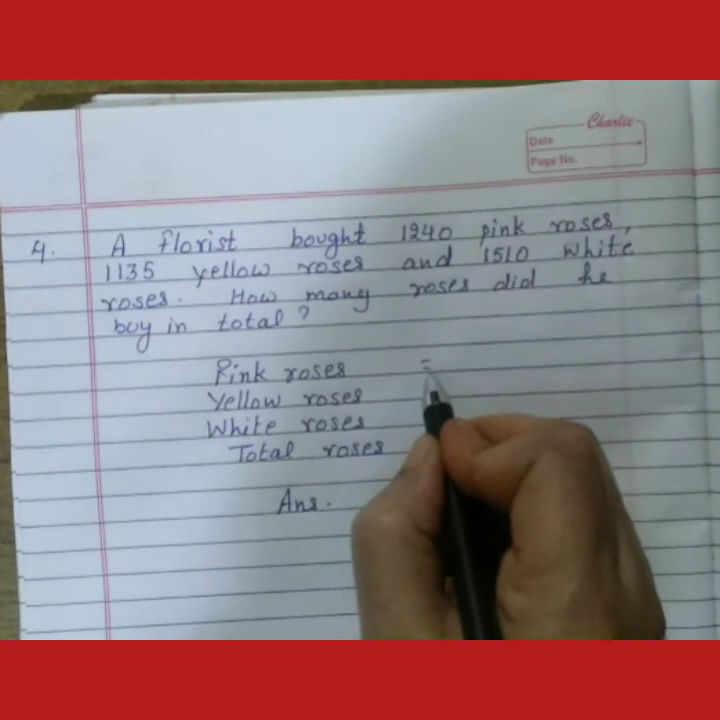 Charlie
Date
Page No.
4. A florist bought 1240 pink roses,
1135 yellow roses and 1510 white
roses. How many roses did he
buy in total?
Pink roses =
Yellow roses
White roses
Total roses
Ans.